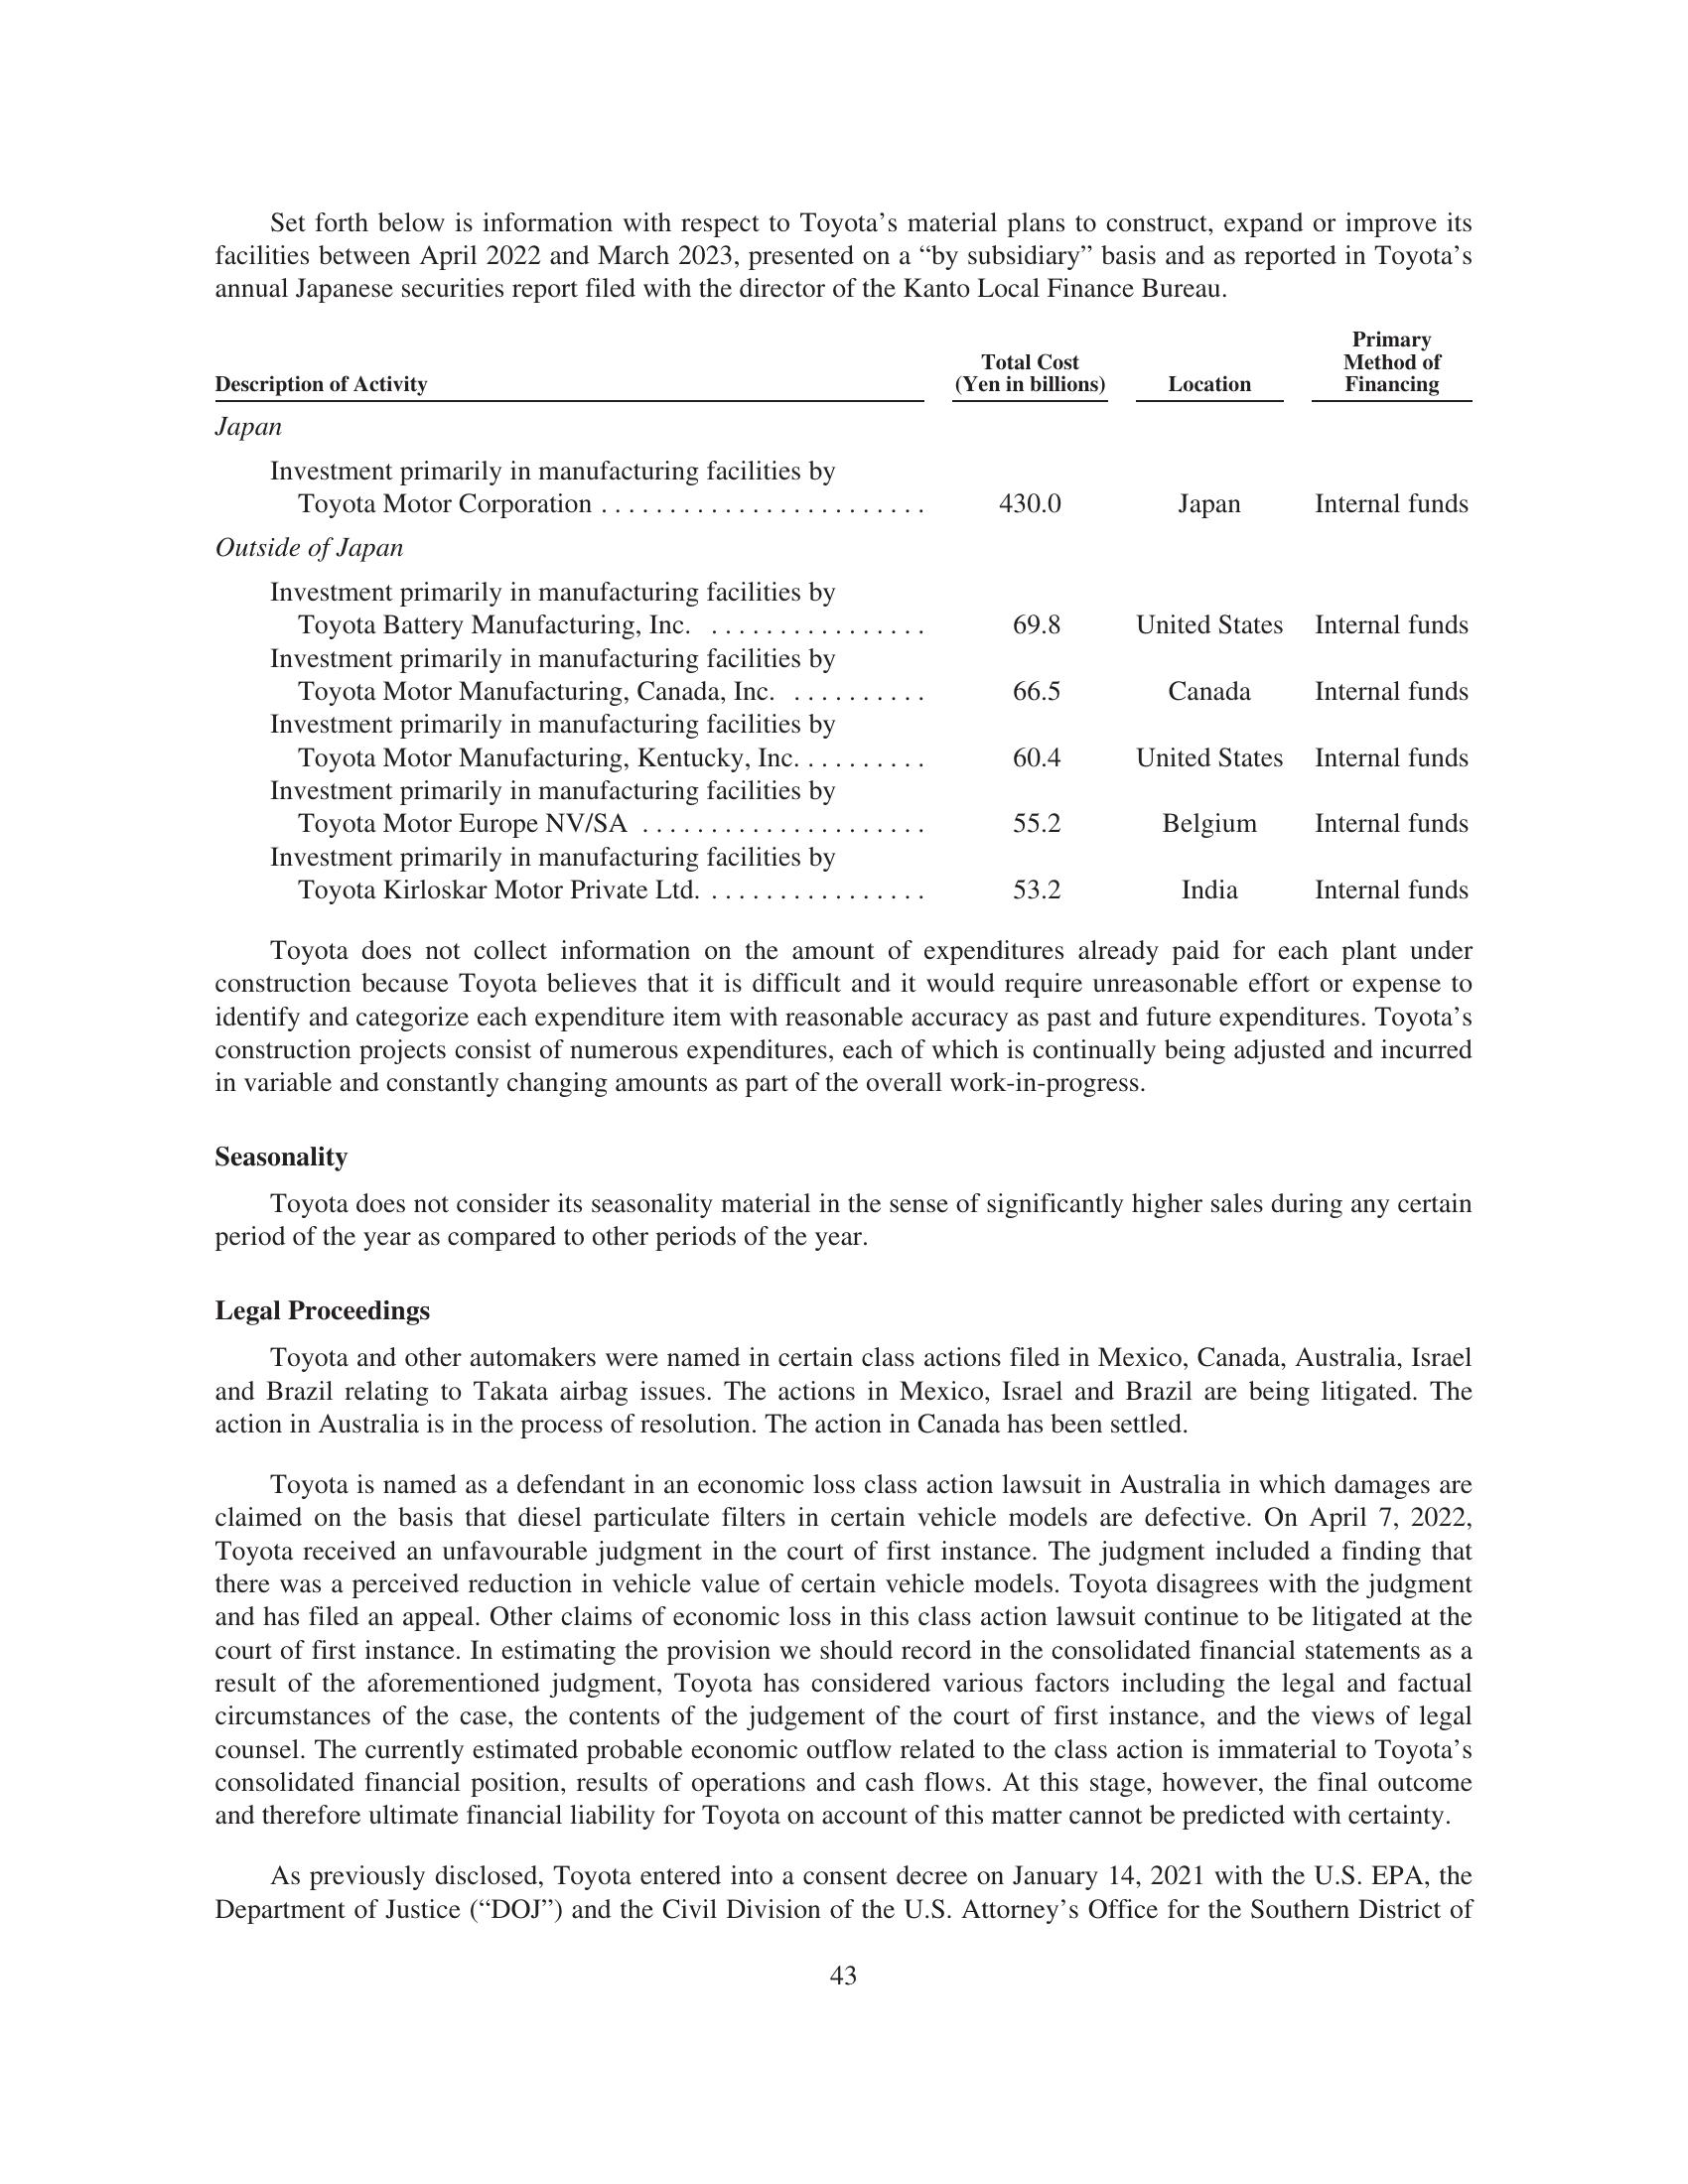 Set forth below is information with respect to Toyota’s material plans to construct, expand or improve its
facilities between April 2022 and March 2023, presented on a “by subsidiary” basis and as reported in Toyota’s
annual Japanese securities report filed with the director of the Kanto Local Finance Bureau.
Description of Activity Total Cost (Yen in billions) Location Primary Method of Financing
Japan
Investment primarily in manufacturing facilities by
Toyota Motor Corporation . . . . . . . . . . . . . . . . . . . . . . . . 430.0 Japan Internal funds
Outside of Japan
Investment primarily in manufacturing facilities by
Toyota Battery Manufacturing, Inc. . . . . . . . . . . . . . . . . 69.8 United States Internal funds
Investment primarily in manufacturing facilities by
Toyota Motor Manufacturing, Canada, Inc. . . . . . . . . . . 66.5 Canada Internal funds
Investment primarily in manufacturing facilities by
Toyota Motor Manufacturing, Kentucky, Inc. . . . . . . . . . 60.4 United States Internal funds
Investment primarily in manufacturing facilities by
Toyota Motor Europe NV/SA . . . . . . . . . . . . . . . . . . . . . 55.2 Belgium Internal funds
Investment primarily in manufacturing facilities by
Toyota Kirloskar Motor Private Ltd. . . . . . . . . . . . . . . . . 53.2 India Internal funds
Toyota does not collect information on the amount of expenditures already paid for each plant under
construction because Toyota believes that it is difficult and it would require unreasonable effort or expense to
identify and categorize each expenditure item with reasonable accuracy as past and future expenditures. Toyota’s
construction projects consist of numerous expenditures, each of which is continually being adjusted and incurred
in variable and constantly changing amounts as part of the overall work-in-progress.
Seasonality
Toyota does not consider its seasonality material in the sense of significantly higher sales during any certain
period of the year as compared to other periods of the year.
Legal Proceedings
Toyota and other automakers were named in certain class actions filed in Mexico, Canada, Australia, Israel
and Brazil relating to Takata airbag issues. The actions in Mexico, Israel and Brazil are being litigated. The
action in Australia is in the process of resolution. The action in Canada has been settled.
Toyota is named as a defendant in an economic loss class action lawsuit in Australia in which damages are
claimed on the basis that diesel particulate filters in certain vehicle models are defective. On April 7, 2022,
Toyota received an unfavourable judgment in the court of first instance. The judgment included a finding that
there was a perceived reduction in vehicle value of certain vehicle models. Toyota disagrees with the judgment
and has filed an appeal. Other claims of economic loss in this class action lawsuit continue to be litigated at the
court of first instance. In estimating the provision we should record in the consolidated financial statements as a
result of the aforementioned judgment, Toyota has considered various factors including the legal and factual
circumstances of the case, the contents of the judgement of the court of first instance, and the views of legal
counsel. The currently estimated probable economic outflow related to the class action is immaterial to Toyota’s
consolidated financial position, results of operations and cash flows. At this stage, however, the final outcome
and therefore ultimate financial liability for Toyota on account of this matter cannot be predicted with certainty.
As previously disclosed, Toyota entered into a consent decree on January 14, 2021 with the U.S. EPA, the
Department of Justice (“DOJ”) and the Civil Division of the U.S. Attorney’s Office for the Southern District of
43